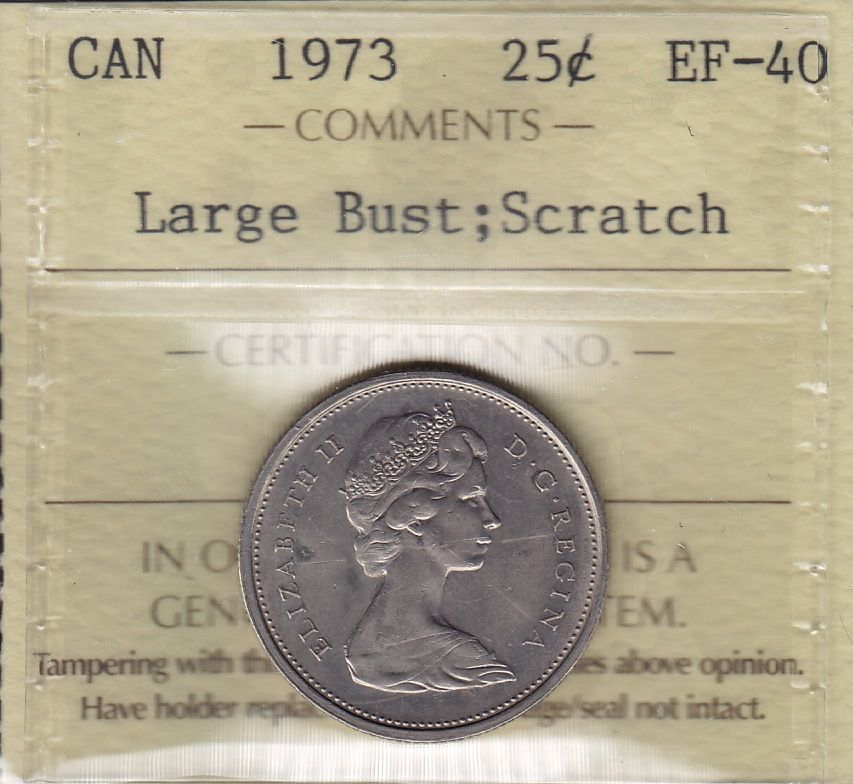 CAN 1973 25¢ EF-40
— COMMENTS —
Large Bust;Scratch
— CERTIFICATION NO. —
ELIZABETH II D·G·REGINA
IN O IS A
GEN TEM.
Tampering with th es above opinion.
Have holder repla ge/seal not intact.